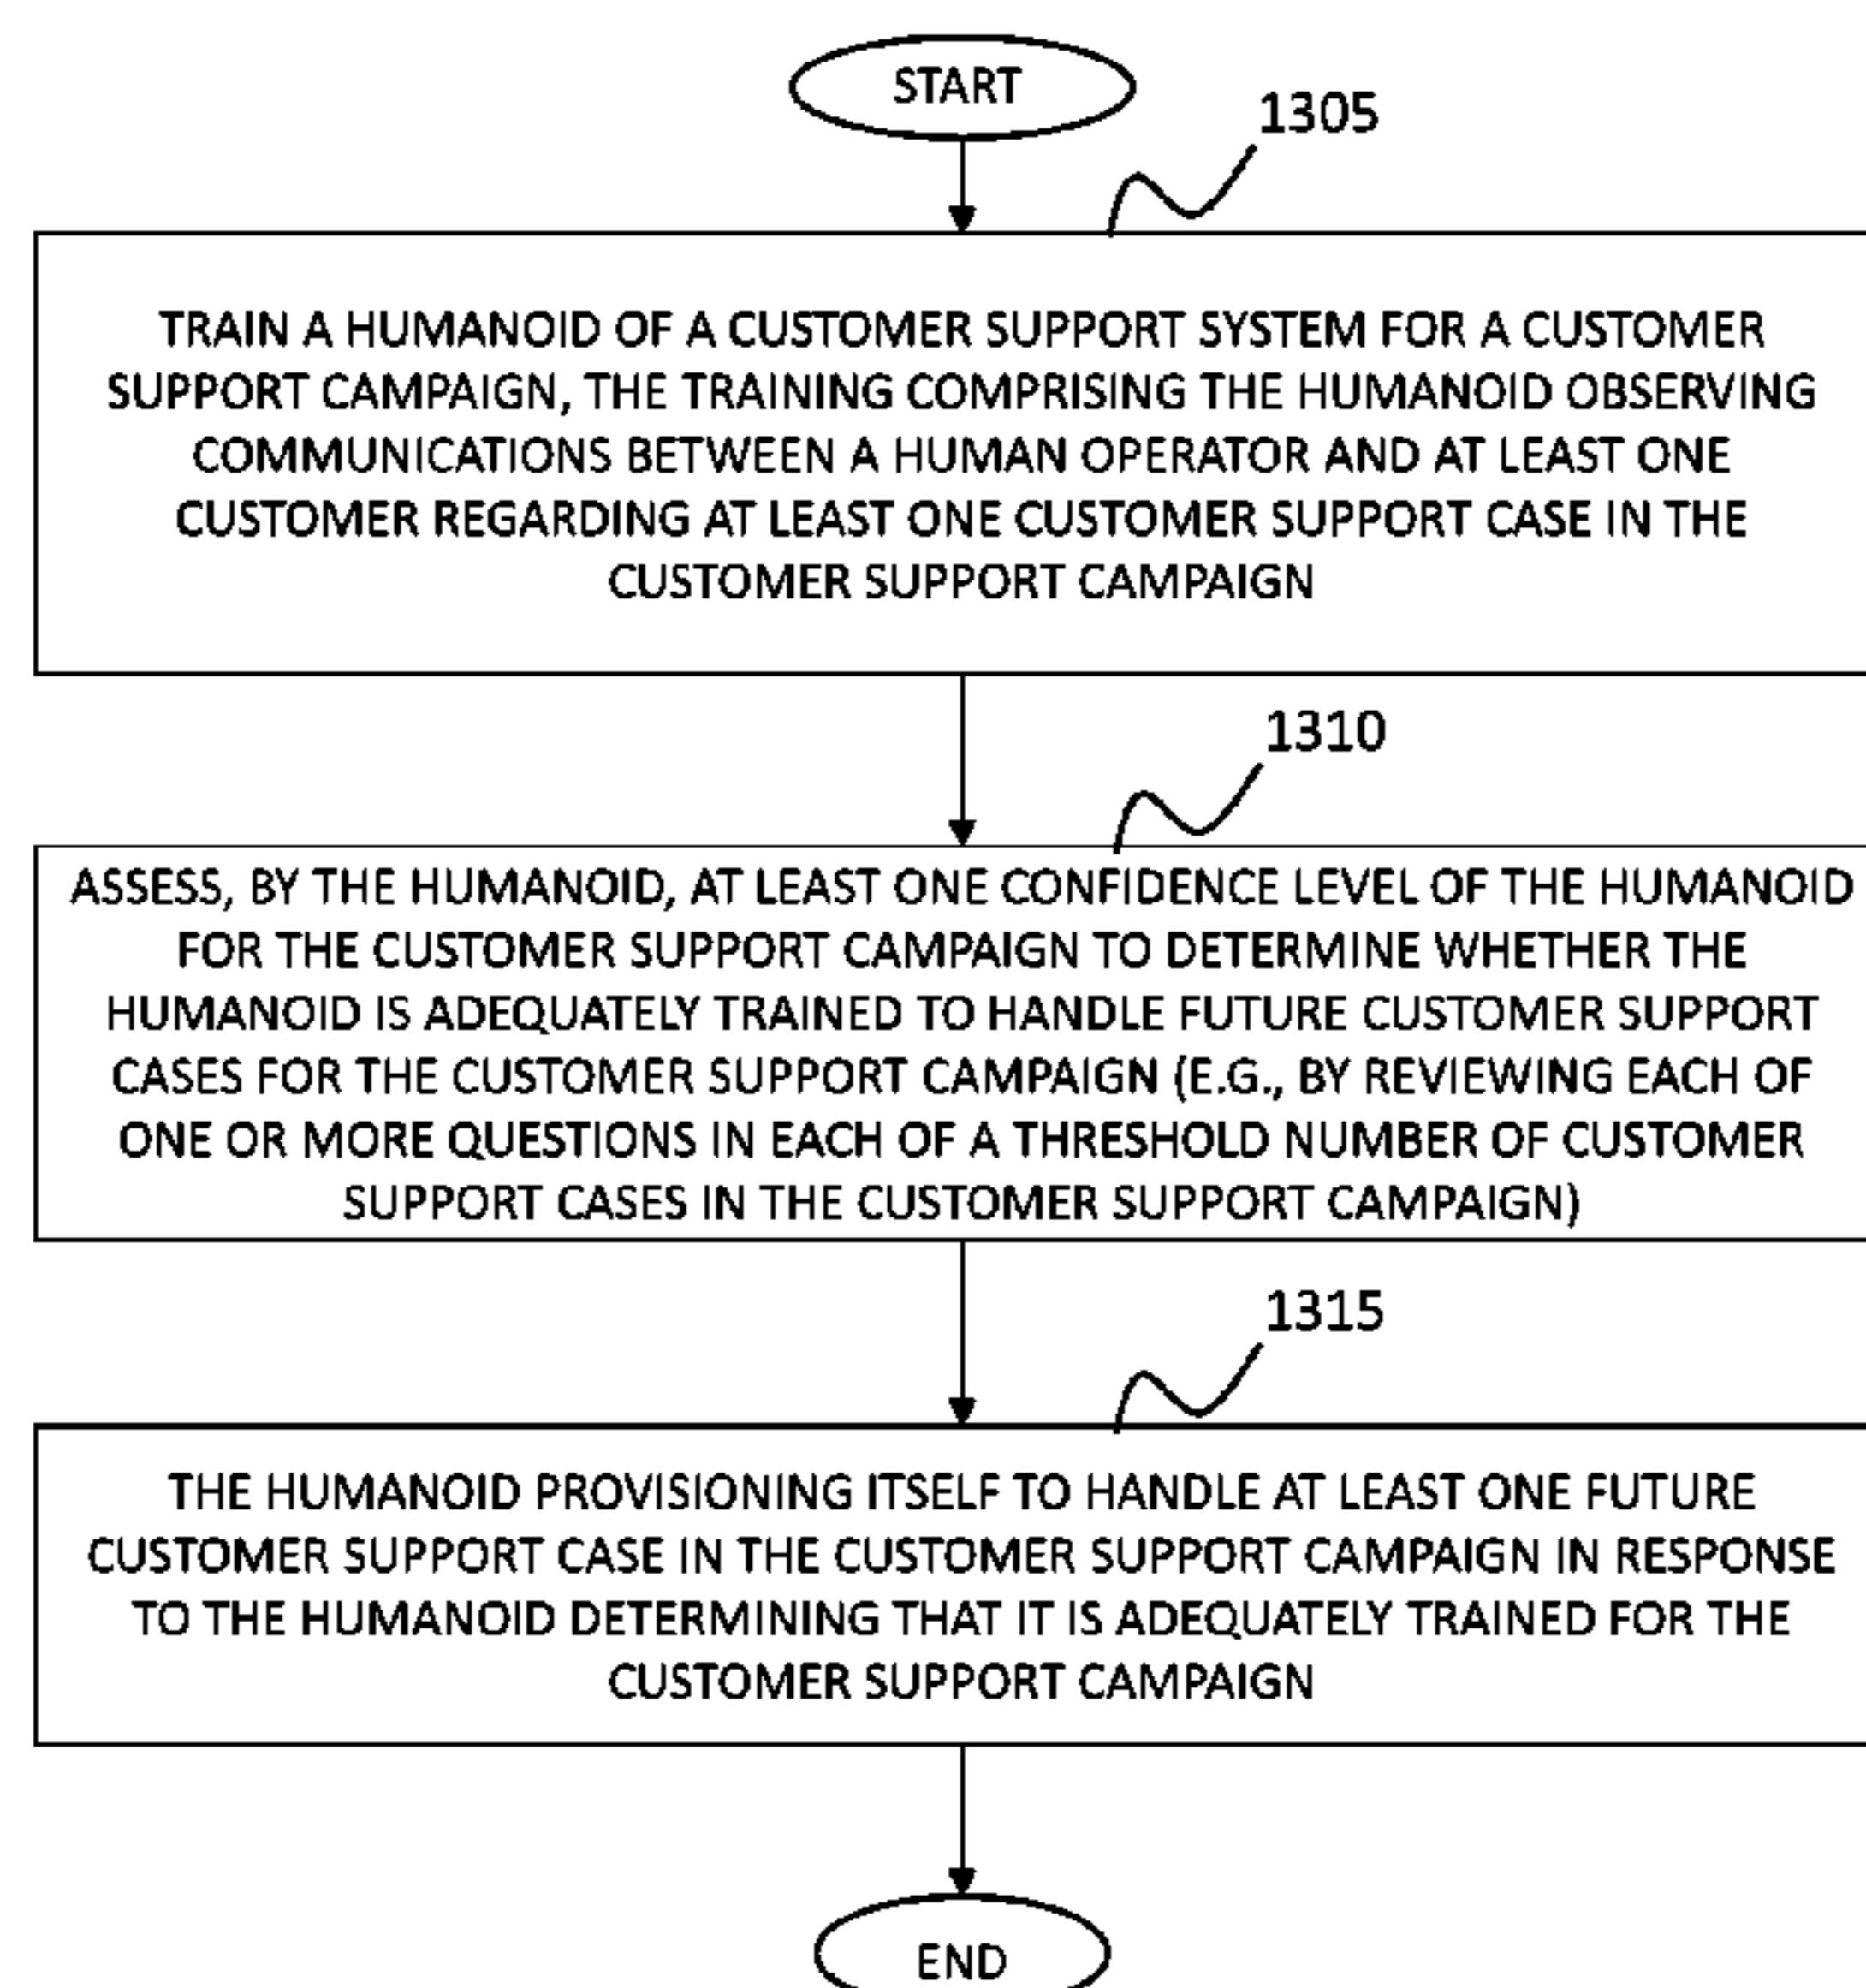 START
1305
TRAIN A HUMANOID OF A CUSTOMER SUPPORT SYSTEM FOR A CUSTOMER
SUPPORT CAMPAIGN, THE TRAINING COMPRISING THE HUMANOID OBSERVING
COMMUNICATIONS BETWEEN A HUMAN OPERATOR AND AT LEAST ONE
CUSTOMER REGARDING AT LEAST ONE CUSTOMER SUPPORT CASE IN THE
CUSTOMER SUPPORT CAMPAIGN
1310
ASSESS, BY THE HUMANOID, AT LEAST ONE CONFIDENCE LEVEL OF THE HUMANOID
FOR THE CUSTOMER SUPPORT CAMPAIGN TO DETERMINE WHETHER THE
HUMANOID IS ADEQUATELY TRAINED TO HANDLE FUTURE CUSTOMER SUPPORT
CASES FOR THE CUSTOMER SUPPORT CAMPAIGN (E.G., BY REVIEWING EACH OF
ONE OR MORE QUESTIONS IN EACH OF A THRESHOLD NUMBER OF CUSTOMER
SUPPORT CASES IN THE CUSTOMER SUPPORT CAMPAIGN)
1315
THE HUMANOID PROVISIONING ITSELF TO HANDLE AT LEAST ONE FUTURE
CUSTOMER SUPPORT CASE IN THE CUSTOMER SUPPORT CAMPAIGN IN RESPONSE
TO THE HUMANOID DETERMINING THAT IT IS ADEQUATELY TRAINED FOR THE
CUSTOMER SUPPORT CAMPAIGN
END